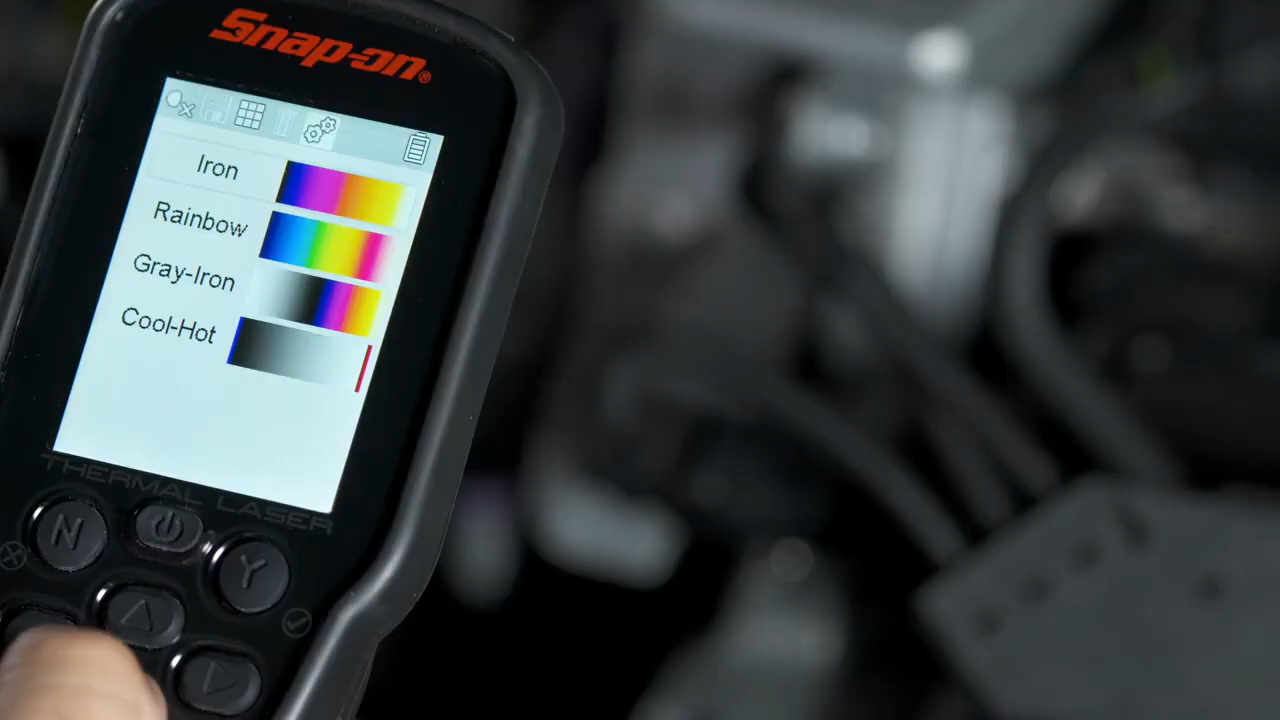 Snap-on®
Iron
Rainbow
Gray-Iron
Cool-Hot
THERMAL LASER
N
Y